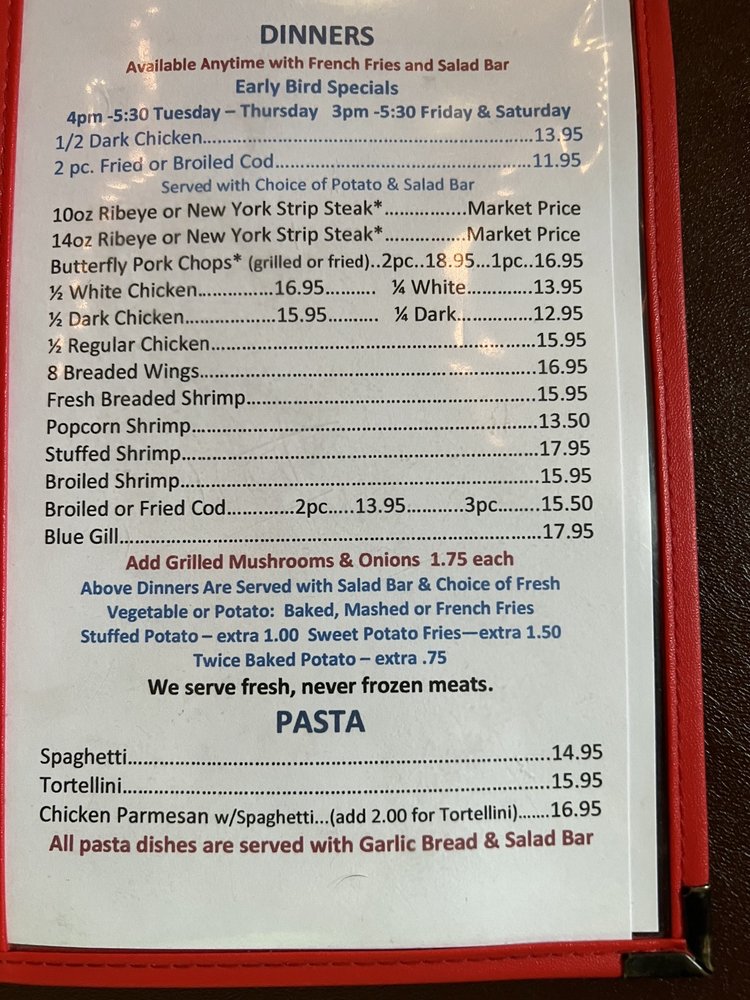 DINNERS
Available Anytime with French Fries and Salad Bar
Early Bird Specials
4pm -5:30 Tuesday – Thursday 3pm -5:30 Friday & Saturday
1/2 Dark Chicken.......................................................13.95
2 pc. Fried or Broiled Cod...................................................11.95
Served with Choice of Potato & Salad Bar
10oz Ribeye or New York Strip Steak*...............Market Price
14oz Ribeye or New York Strip Steak*...............Market Price
Butterfly Pork Chops* (grilled or fried)..2pc..18.95...1pc..16.95
½ White Chicken..............16.95.......... ¼ White............13.95
½ Dark Chicken.................15.95.......... ¼ Dark..............12.95
½ Regular Chicken.......................................................15.95
8 Breaded Wings.........................................................16.95
Fresh Breaded Shrimp.................................................15.95
Popcorn Shrimp...........................................................13.50
Stuffed Shrimp.............................................................17.95
Broiled Shrimp.............................................................15.95
Broiled or Fried Cod............2pc.....13.95...........3pc........15.50
Blue Gill........................................................................17.95
Add Grilled Mushrooms & Onions 1.75 each
Above Dinners Are Served with Salad Bar & Choice of Fresh
Vegetable or Potato: Baked, Mashed or French Fries
Stuffed Potato – extra 1.00 Sweet Potato Fries—extra 1.50
Twice Baked Potato – extra .75
We serve fresh, never frozen meats.
PASTA
Spaghetti.......................................................................14.95
Tortellini........................................................................15.95
Chicken Parmesan w/Spaghetti...(add 2.00 for Tortellini).......16.95
All pasta dishes are served with Garlic Bread & Salad Bar